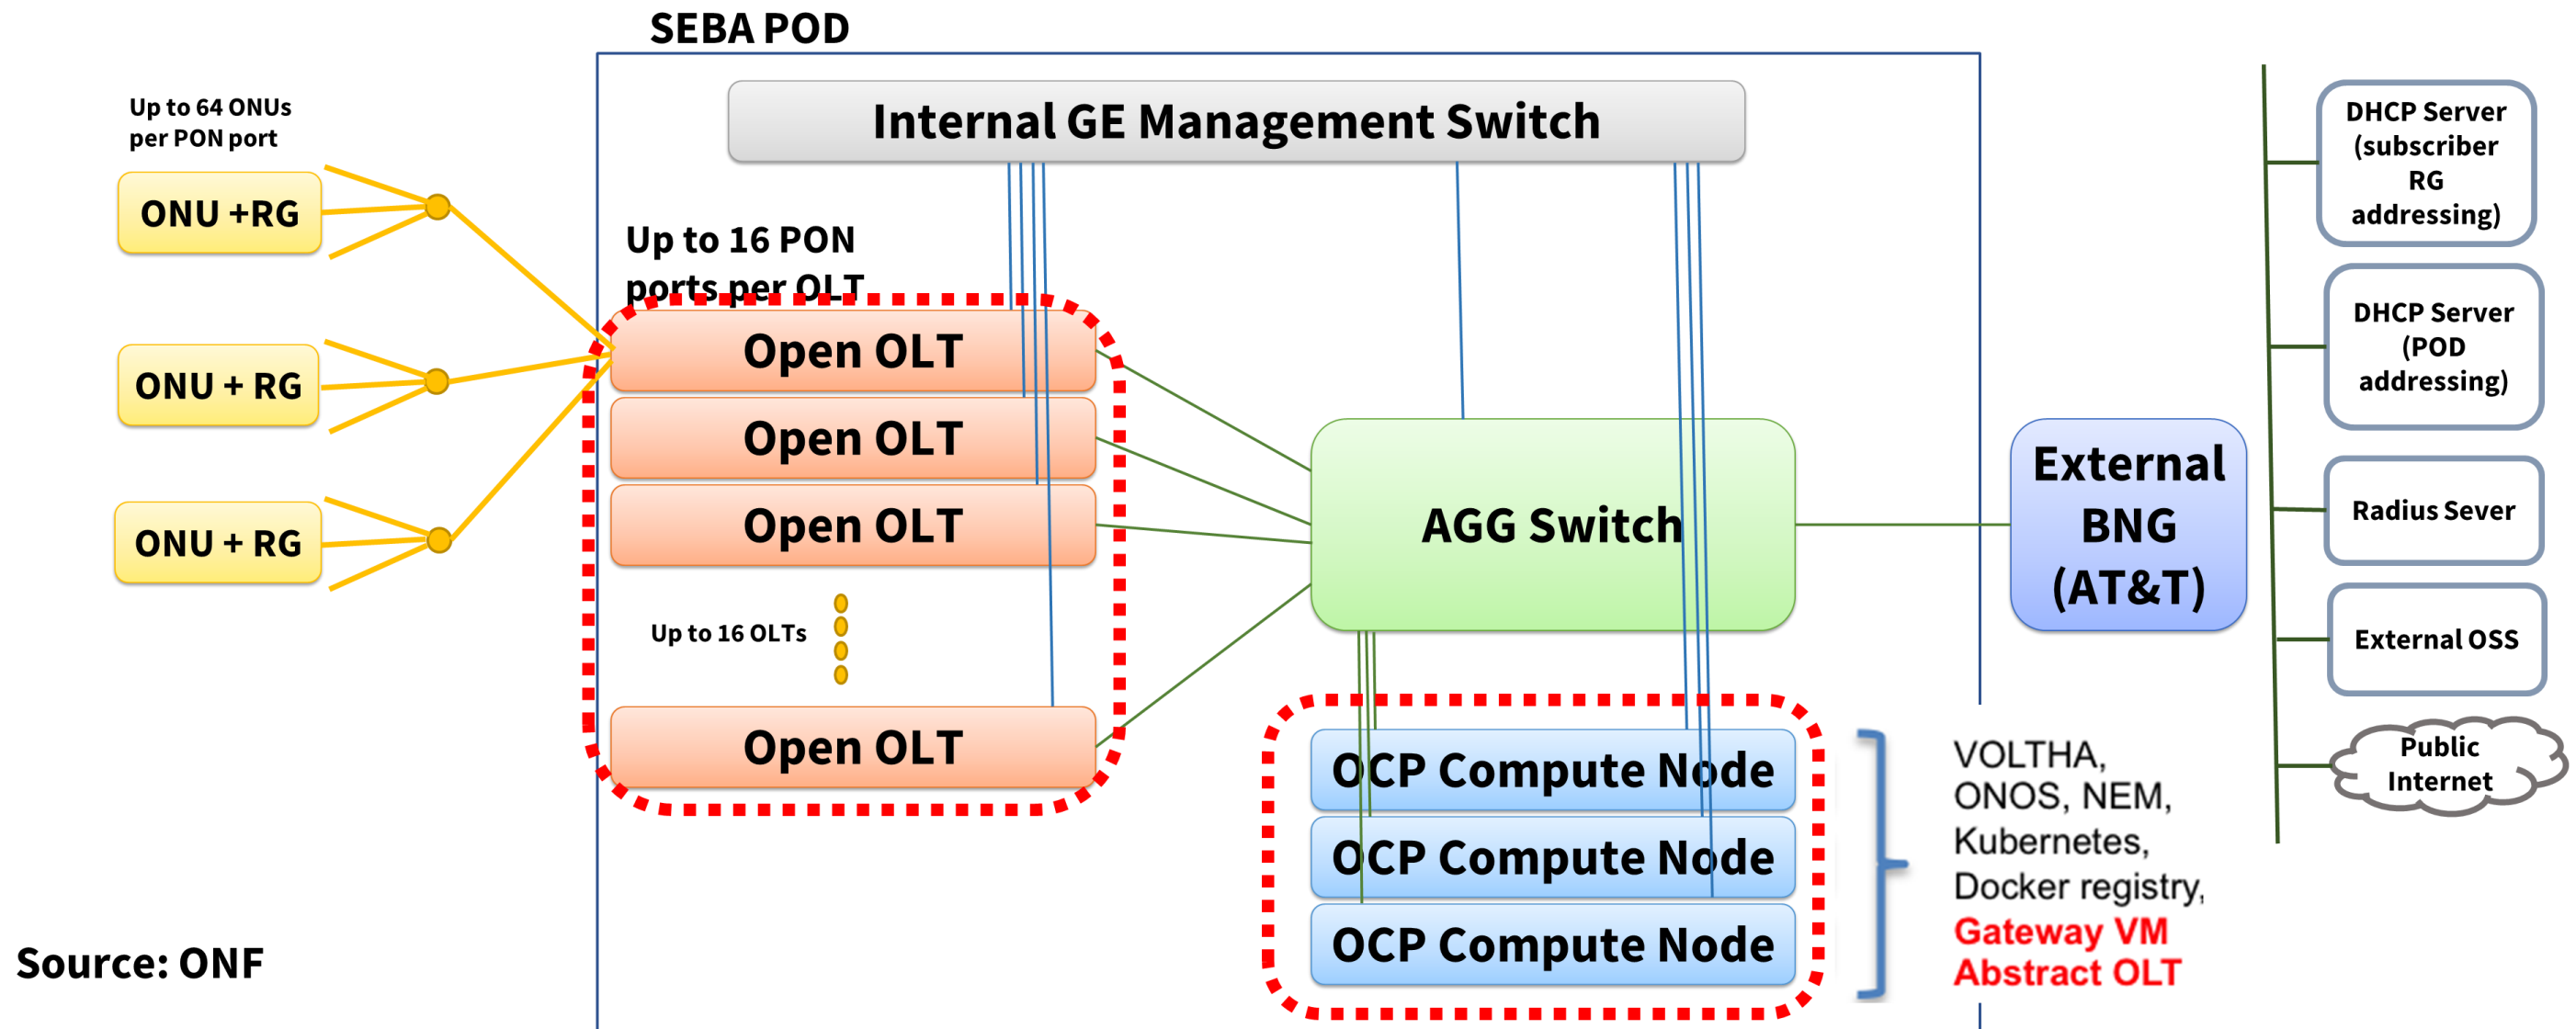 SEBA POD
Internal GE Management Switch
Up to 64 ONUs
per PON port
ONU +RG
ONU + RG
ONU + RG
Up to 16 PON
ports per OLT
Open OLT
Open OLT
Open OLT
Up to 16 OLTs
Open OLT
AGG Switch
OCP Compute Node
OCP Compute Node
OCP Compute Node
External
BNG
(AT&T)
VOLTHA,
ONOS, NEM,
Kubernetes,
Docker registry,
Gateway VM
Abstract OLT
DHCP Server
(subscriber
RG
addressing)
DHCP Server
(POD
addressing)
Radius Sever
External OSS
Public
Internet
Source: ONF